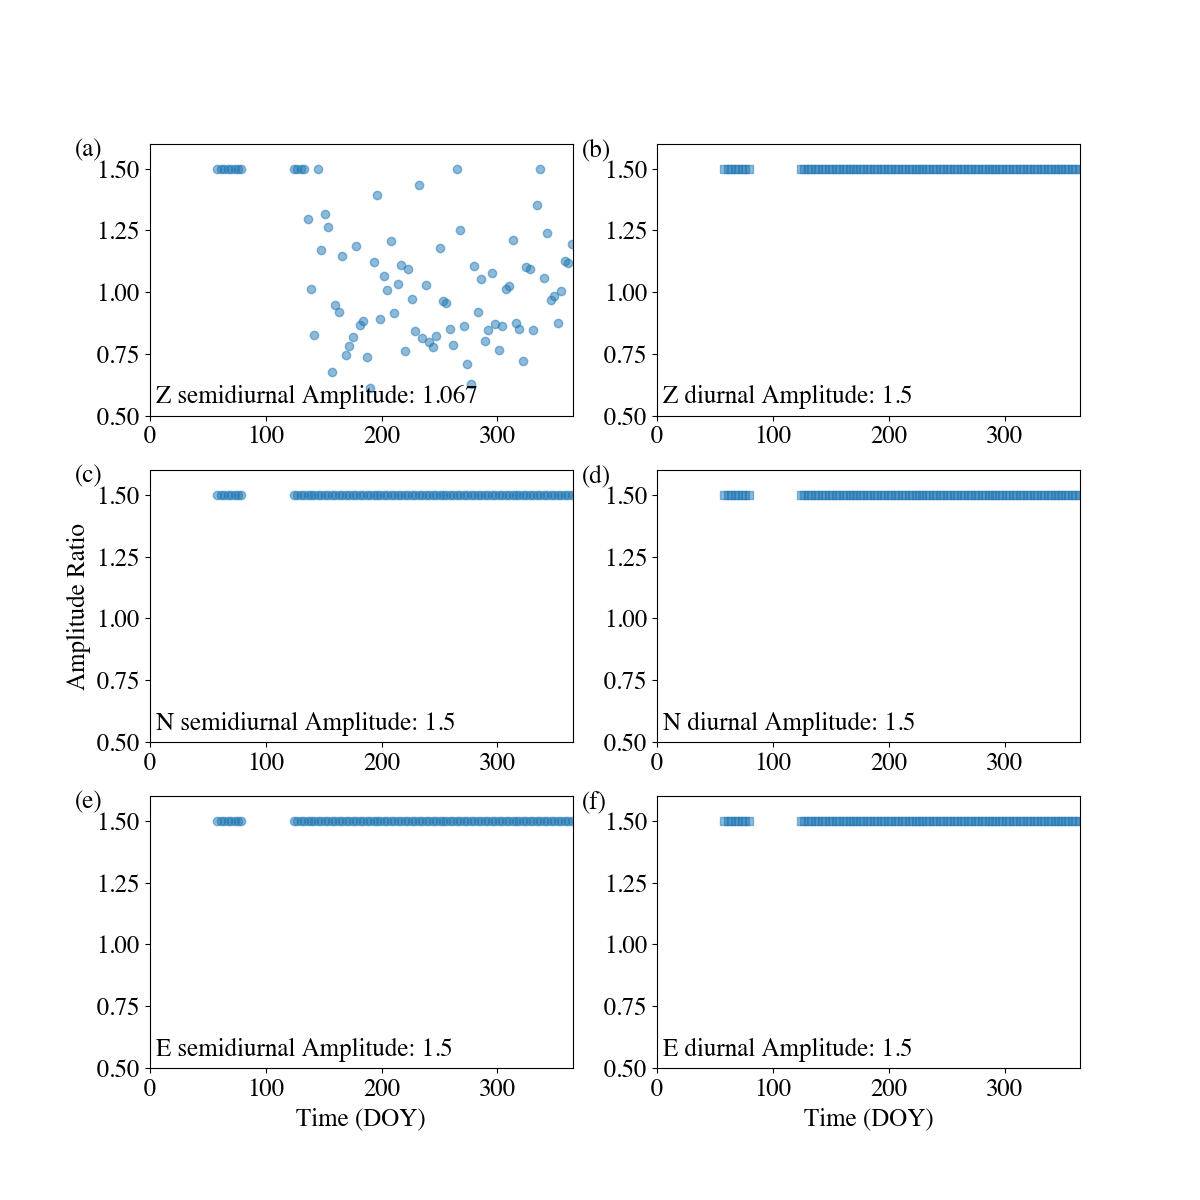 (a)
1.50
1.25
1.00
0.75
0.50
Z semidiurnal Amplitude: 1.067
0 100 200 300
(b)
1.50
1.25
1.00
0.75
0.50
Z diurnal Amplitude: 1.5
0 100 200 300
(c)
1.50
1.25
1.00
0.75
0.50
Amplitude Ratio
N semidiurnal Amplitude: 1.5
0 100 200 300
(d)
1.50
1.25
1.00
0.75
0.50
N diurnal Amplitude: 1.5
0 100 200 300
(e)
1.50
1.25
1.00
0.75
0.50
E semidiurnal Amplitude: 1.5
0 100 200 300
Time (DOY)
(f)
1.50
1.25
1.00
0.75
0.50
E diurnal Amplitude: 1.5
0 100 200 300
Time (DOY)